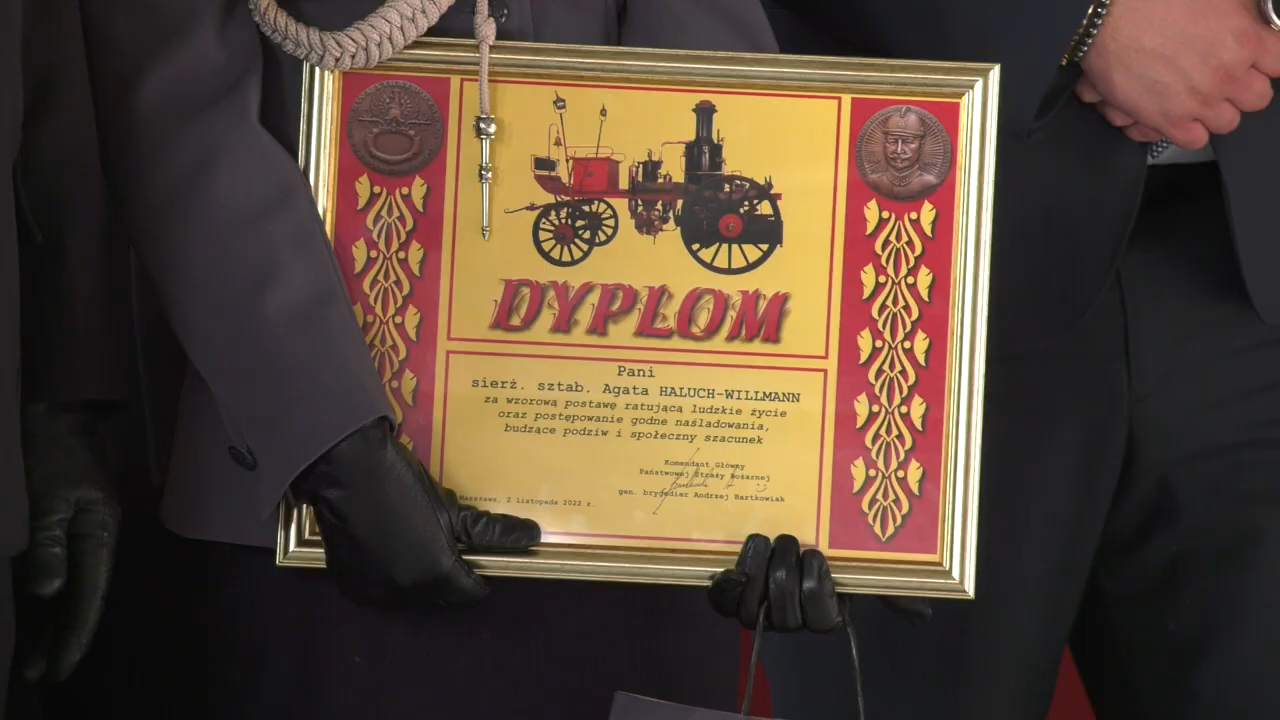 DYPLOM
Pani
sierż. sztab. Agata HALUCH-WILLMANN
za wzorową postawę ratującą ludzkie życie
oraz postępowanie godne naśladowania,
budzące podziw i społeczny szacunek
Komendant Główny
Państwowej Straży Pożarnej
gen. brygadier Andrzej Bartkowiak
Warszawa, 2 listopada 2022 r.